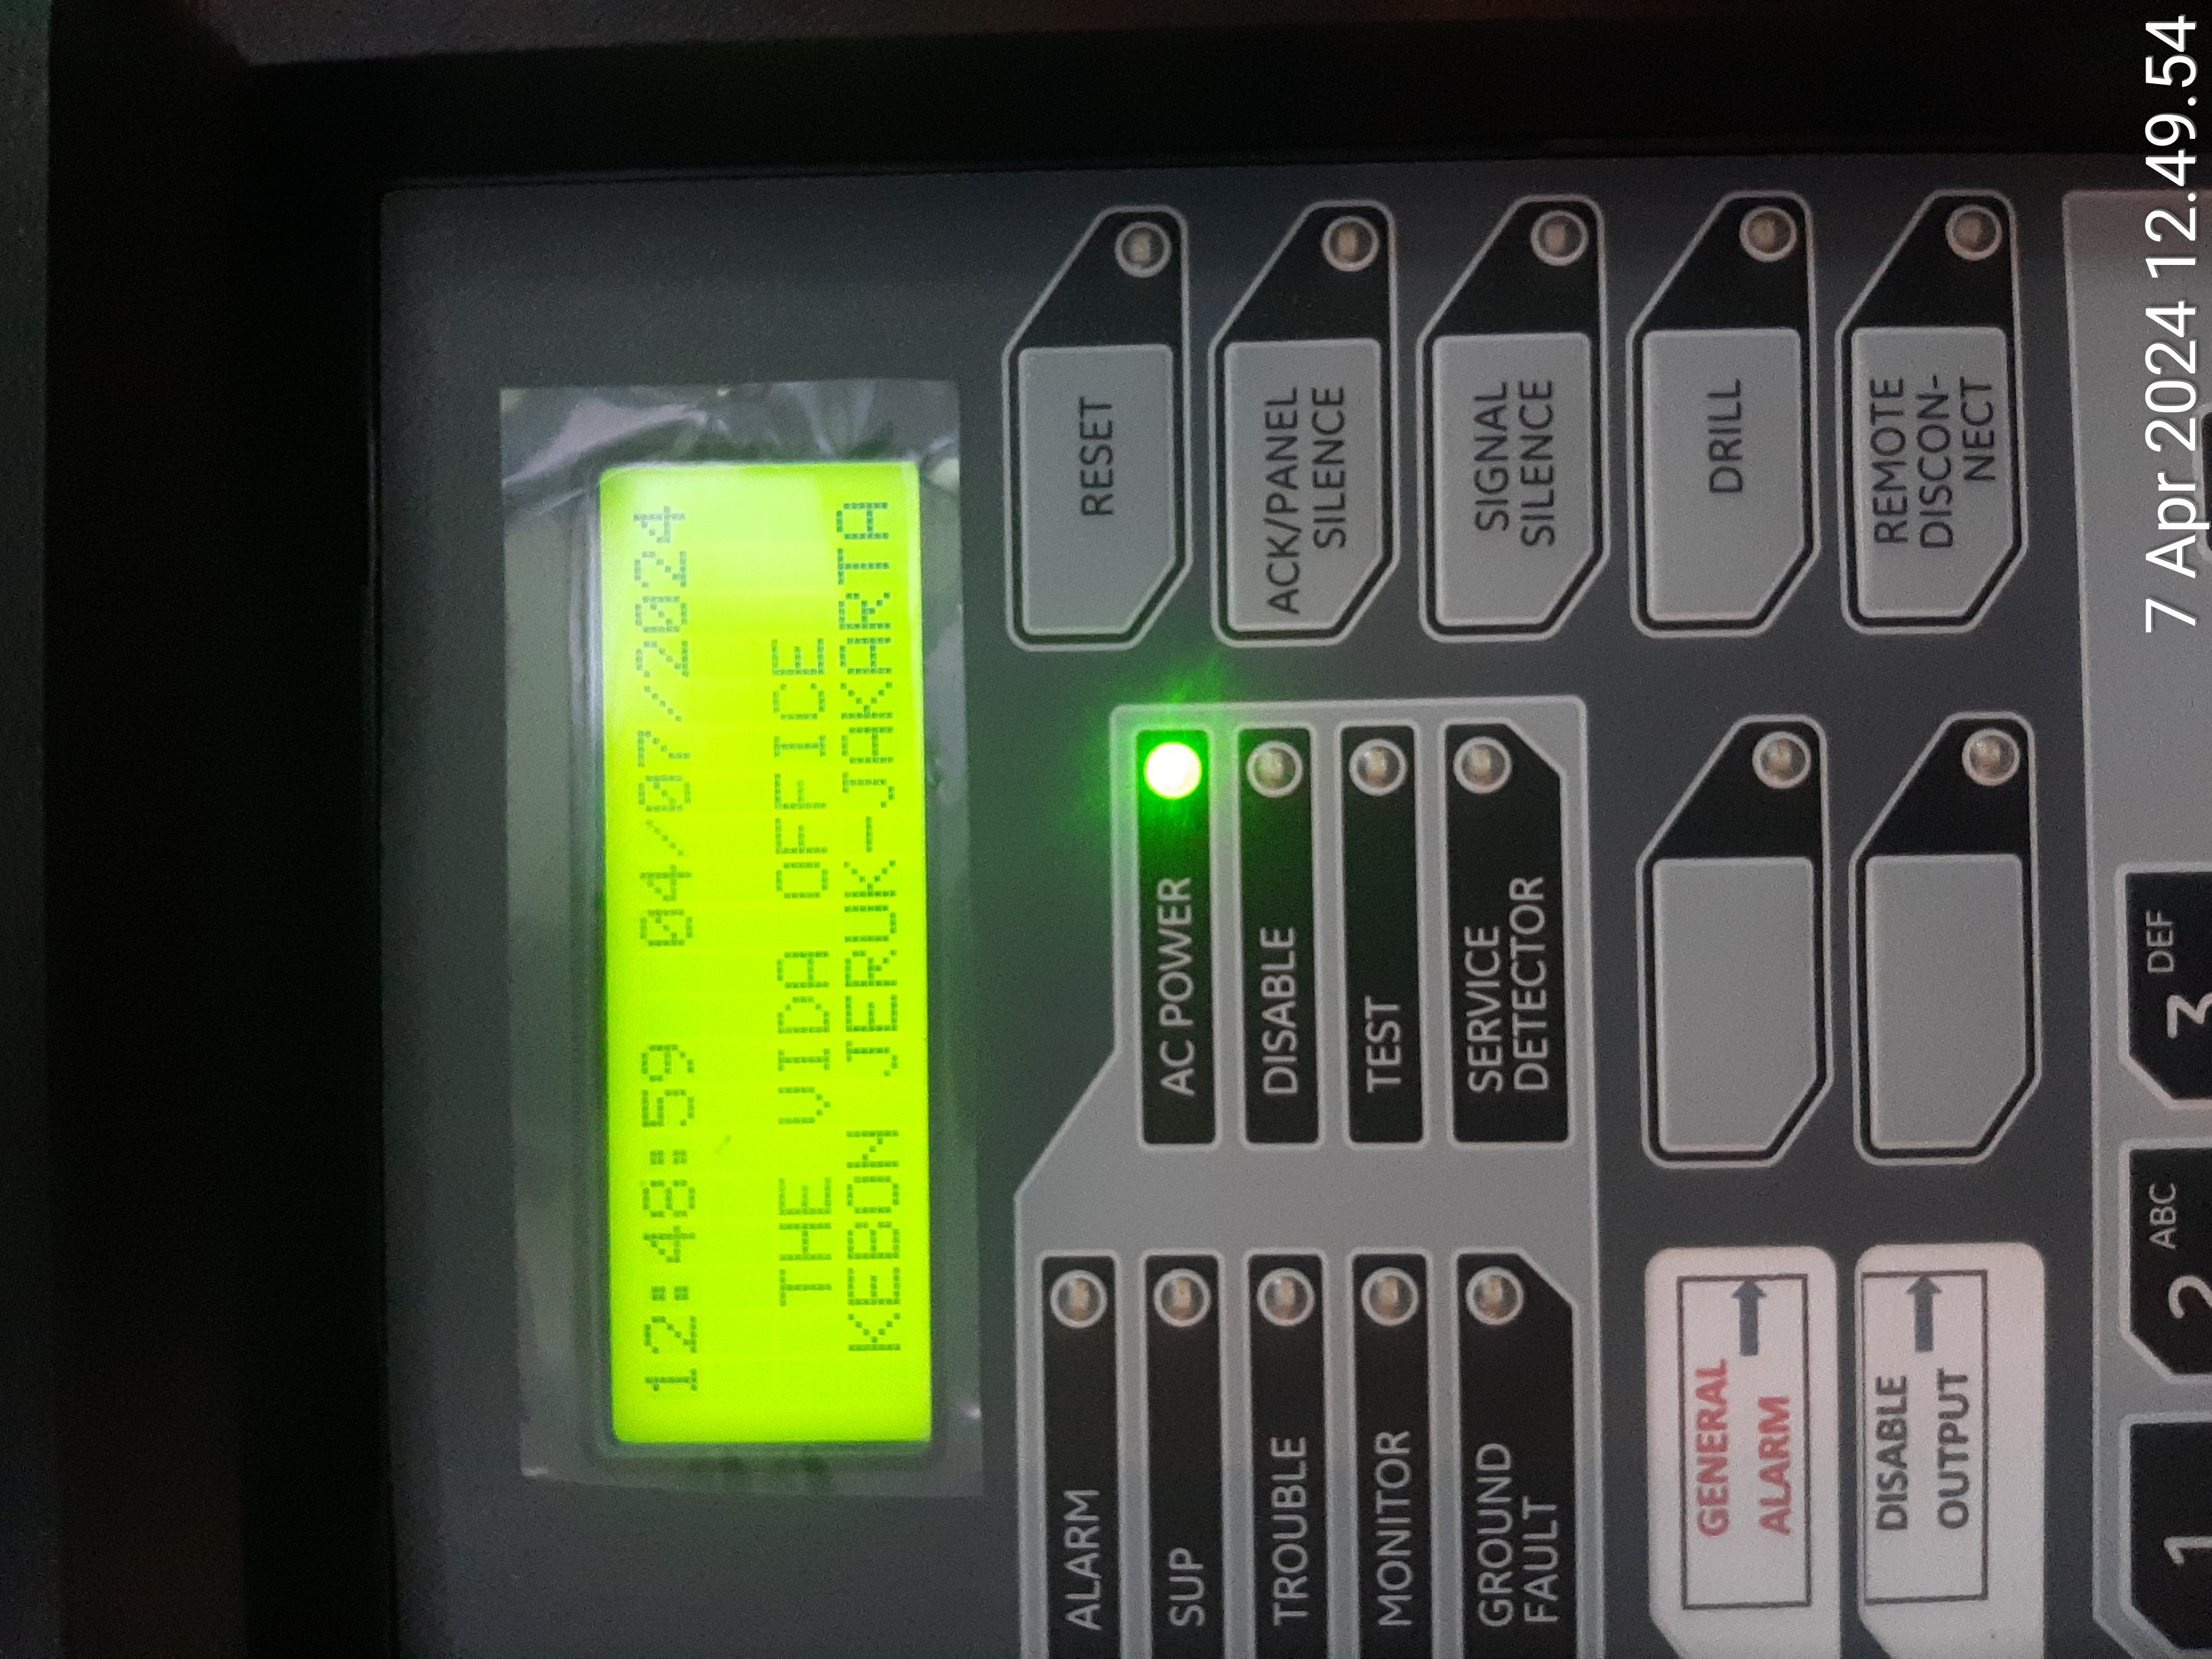 12:48:59 04/07/2024
THE VIDA OFFICE
KEBON JERUK-JAKARTA
ALARM
SUP
TROUBLE
MONITOR
GROUND
FAULT
AC POWER
DISABLE
TEST
SERVICE
DETECTOR
RESET
ACK/PANEL
SILENCE
SIGNAL
SILENCE
DRILL
REMOTE
DISCON-
NECT
GENERAL
ALARM
DISABLE
OUTPUT
1
2 ABC
3 DEF
7 Apr 2024 12.49.54